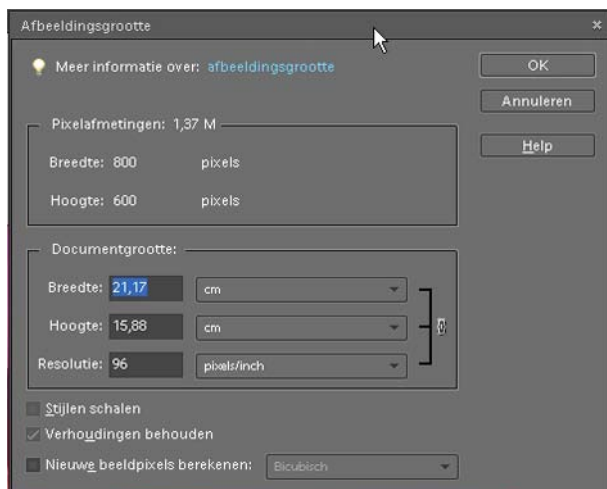 Afbeeldingsgrootte
Meer informatie over: afbeeldingsgrootte
OK
Annuleren
Help
Pixelafmetingen: 1,37 M
Breedte: 800 pixels
Hoogte: 600 pixels
Documentgrootte:
Breedte: 21,17 cm
Hoogte: 15,88 cm
Resolutie: 96 pixels/inch
Stijlen schalen
Verhoudingen behouden
Nieuwe beeldpixels berekenen: Bicubisch